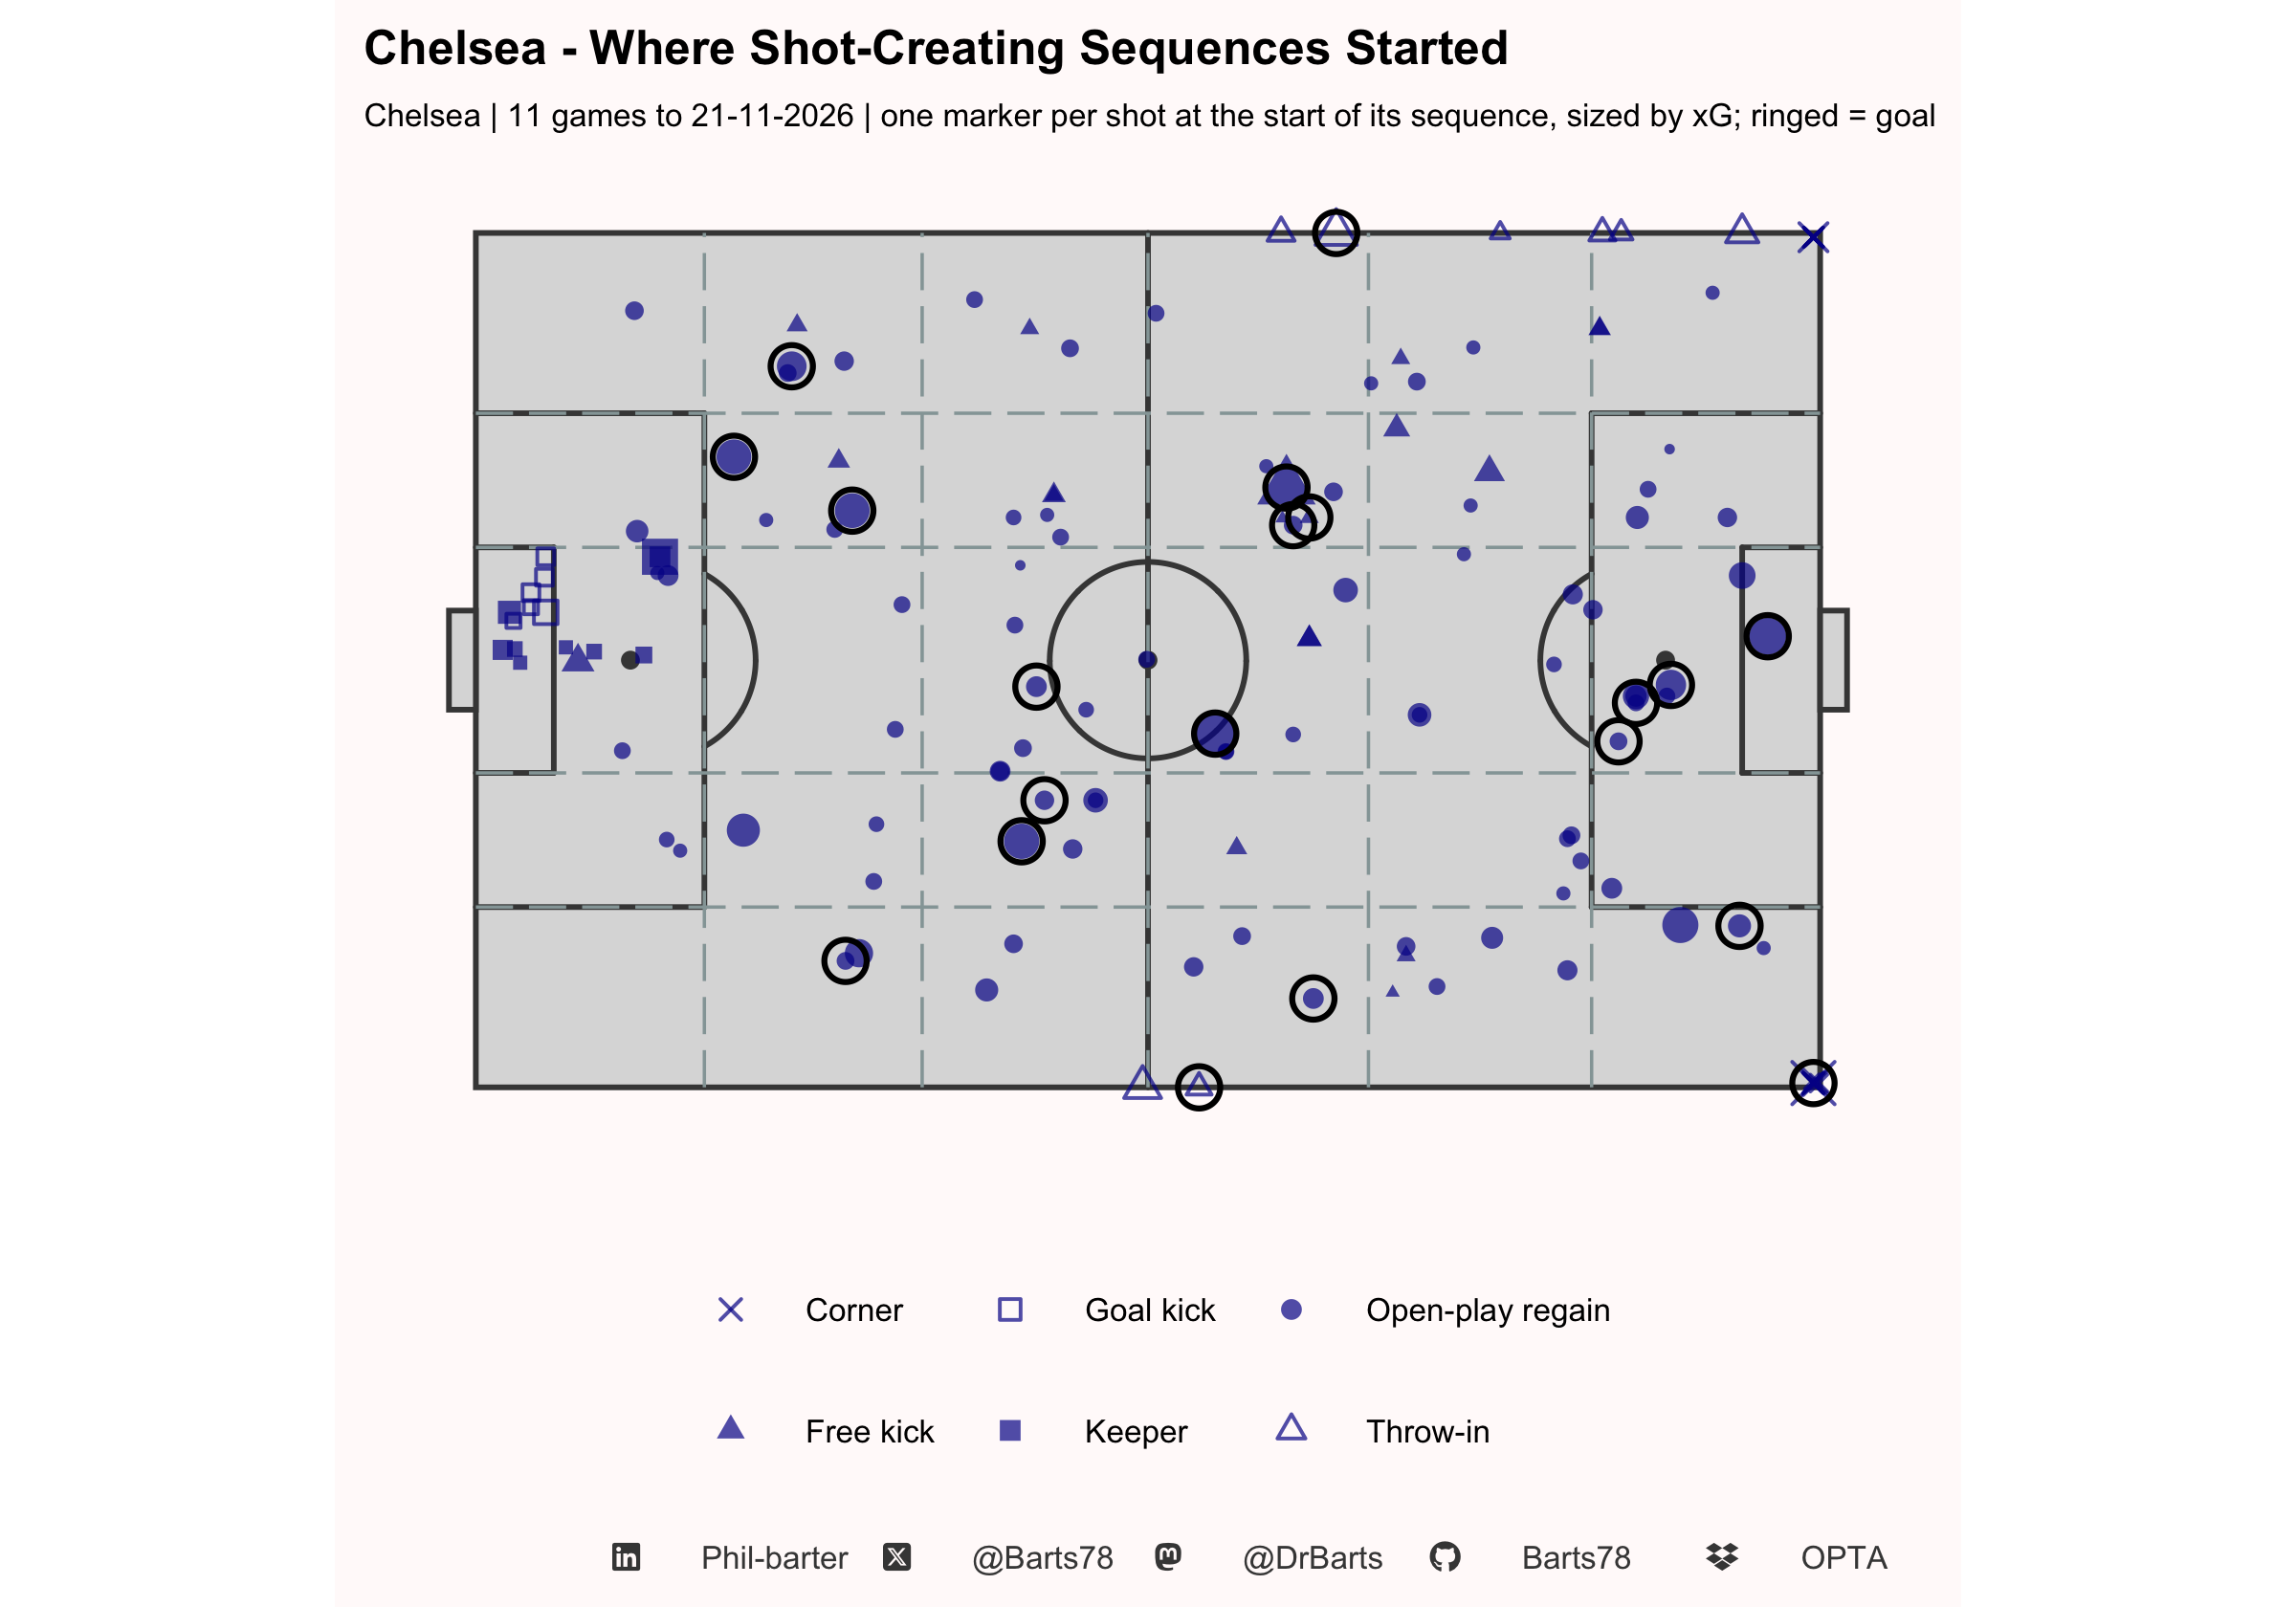 Chelsea - Where Shot-Creating Sequences Started
Chelsea | 11 games to 21-11-2026 | one marker per shot at the start of its sequence, sized by xG; ringed = goal
Corner
Goal kick
Open-play regain
Free kick
Keeper
Throw-in
Phil-barter
@Barts78
@DrBarts
Barts78
OPTA